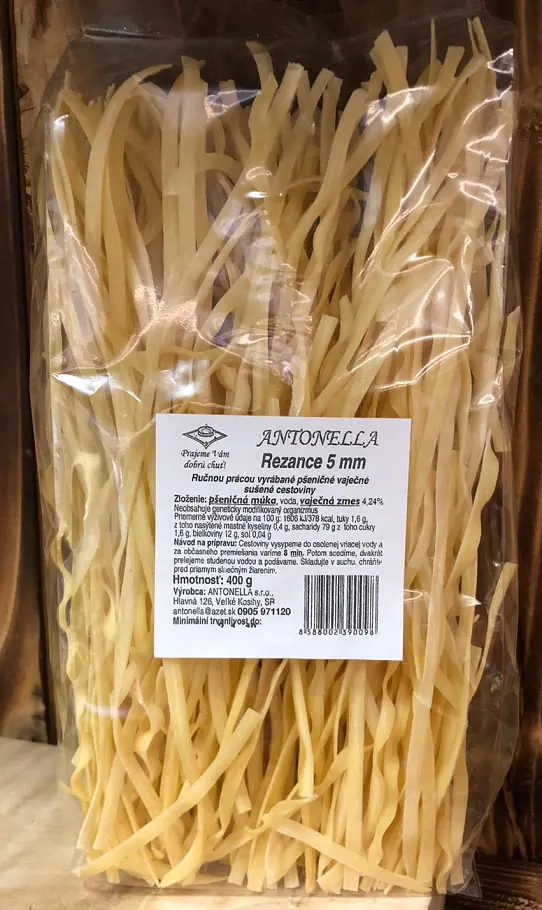 Prajeme Vám
dobrú chuť!
ANTONELLA
Rezance 5 mm
Ručnou prácou vyrábané pšeničné vaječné
sušené cestoviny
Zloženie: pšeničná múka, voda, vaječná zmes 4,24%
Neobsahuje geneticky modifikovaný organizmus
Priemerné výživové údaje na 100 g: 1606 kJ/378 kcal, tuky 1,6 g,
z toho nasýtené mastné kyseliny 0,4 g, sacharidy 79 g z toho cukry
1,6 g, bielkoviny 12 g, soľ 0,04 g
Návod na prípravu: Cestoviny vysypeme do osolenej vriacej vody a
za občasného premiešania varíme 8 min. Potom scedíme, dvakrát
prelejeme studenou vodou a podávame. Skladujte v suchu, chráňte
pred priamym slnečným žiarením.
Hmotnosť: 400 g
Výrobca: ANTONELLA s.r.o.,
Hlavná 126, Veľké Kosihy, SR
antonella@azet.sk 0905 971120
Minimální trvanlivosť do:
8 588002 390098